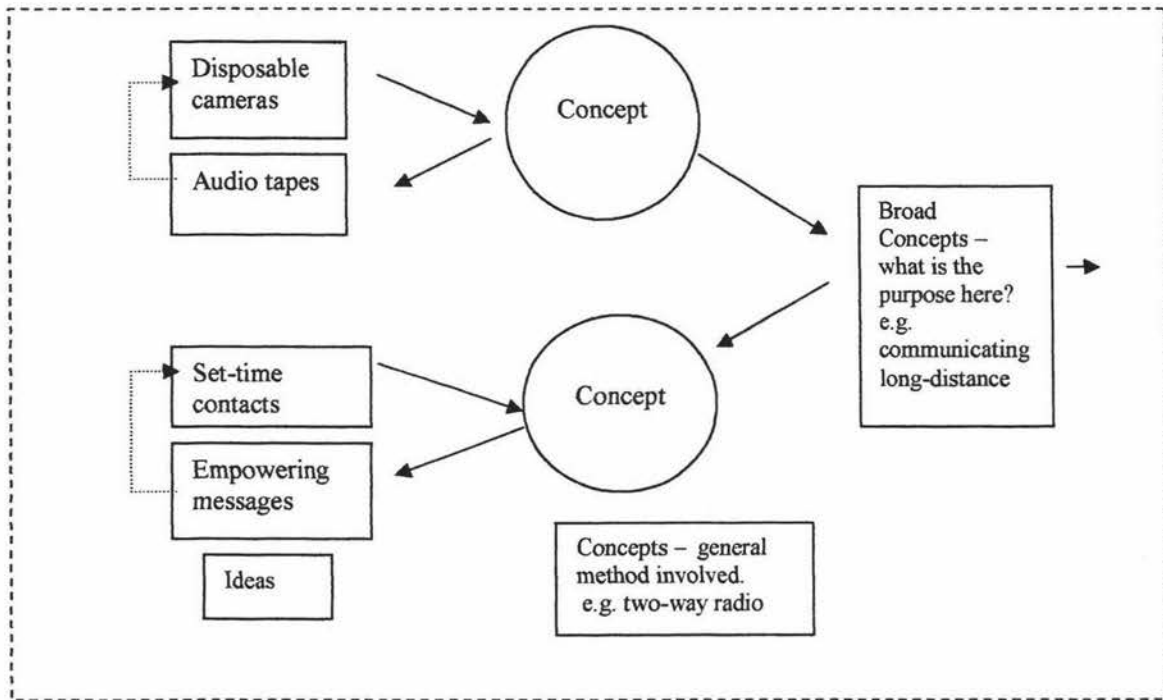 Disposable
cameras
Audio tapes
Concept
Broad
Concepts –
what is the
purpose here?
e.g.
communicating
long-distance
Set-time
contacts
Empowering
messages
Ideas
Concept
Concepts – general
method involved.
e.g. two-way radio